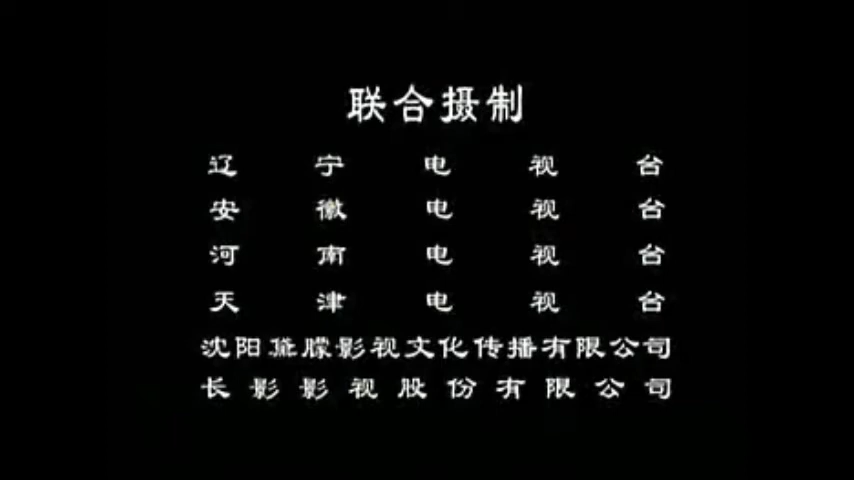 联合摄制
辽宁电视台
安徽电视台
河南电视台
天津电视台
沈阳黛朦影视文化传播有限公司
长影影视股份有限公司